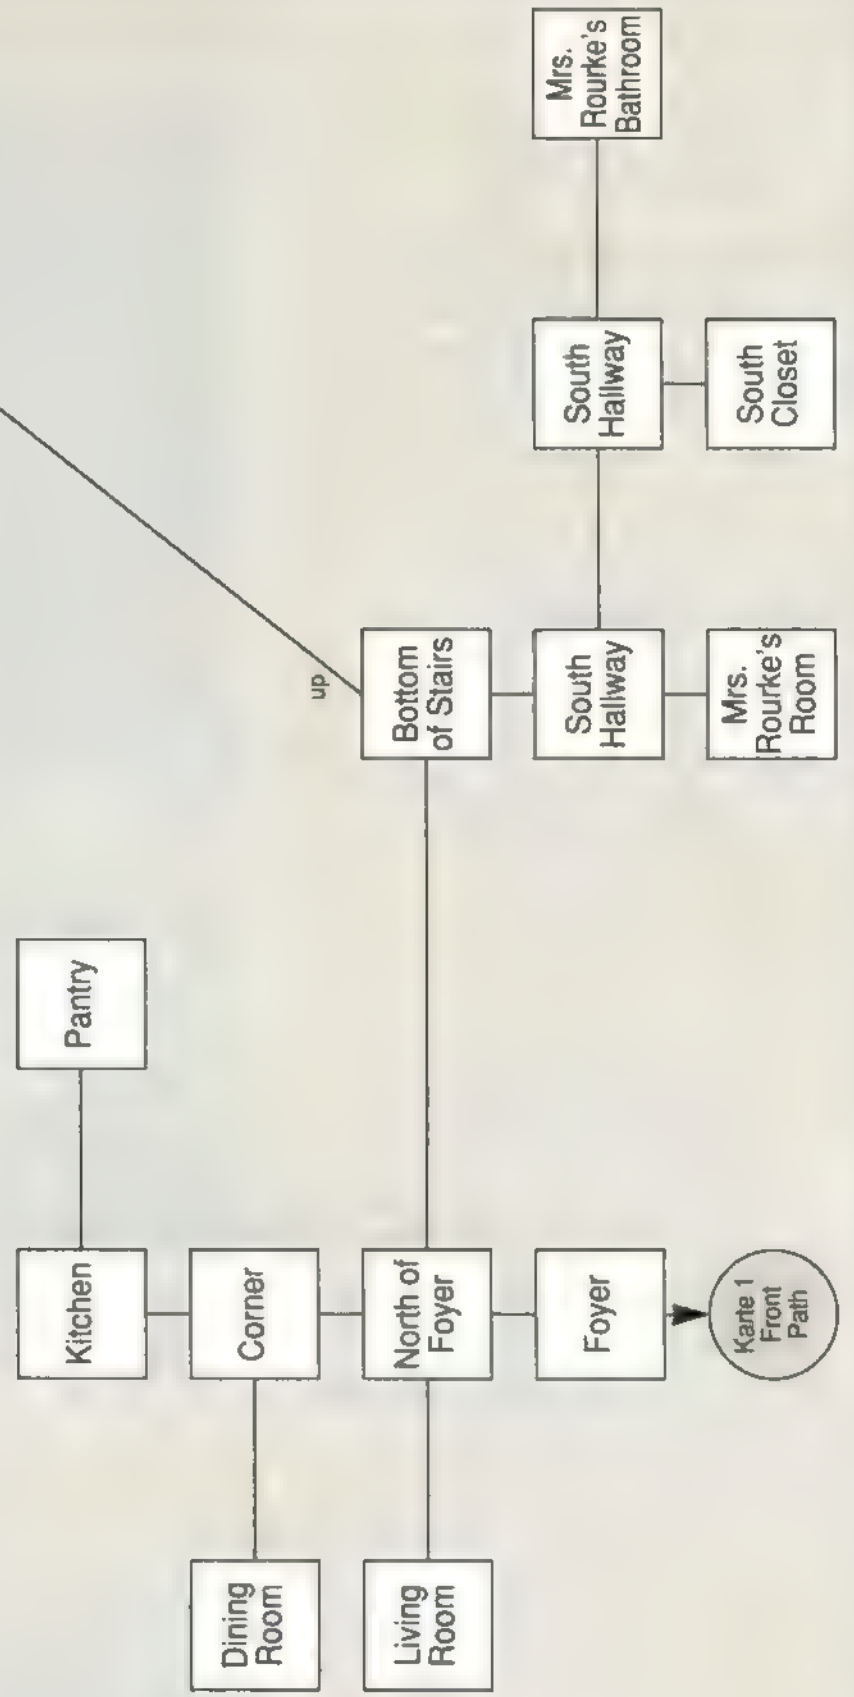 Kitchen
Pantry
Dining
Room
Corner
up
Living
Room
North of
Foyer
Bottom
of Stairs
Foyer
South
Hallway
South
Hallway
Mrs.
Rourke's
Bathroom
Karte 1
Front
Path
Mrs.
Rourke's
Room
South
Closet